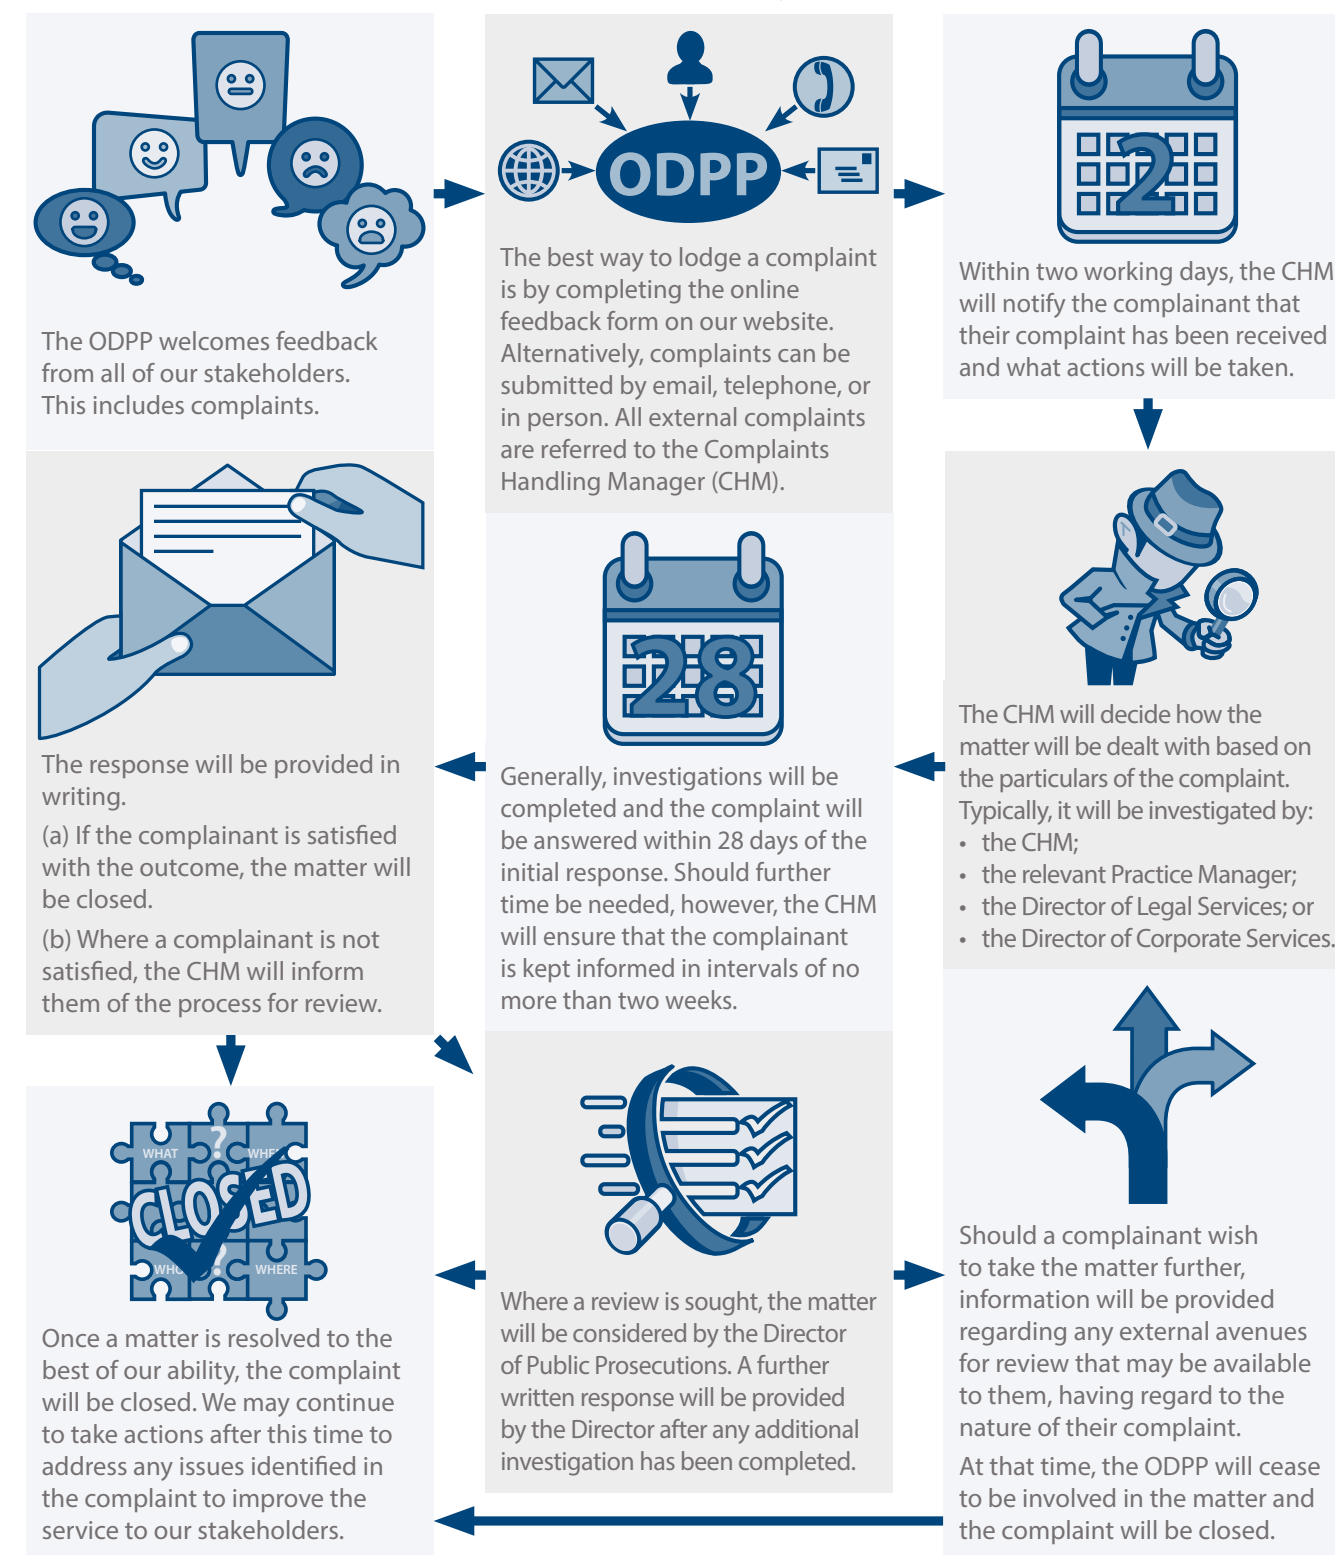 The ODPP welcomes feedback
from all of our stakeholders.
This includes complaints.
ODPP
The best way to lodge a complaint
is by completing the online
feedback form on our website.
Alternatively, complaints can be
submitted by email, telephone, or
in person. All external complaints
are referred to the Complaints
Handling Manager (CHM).
2
Within two working days, the CHM
will notify the complainant that
their complaint has been received
and what actions will be taken.
The CHM will decide how the
matter will be dealt with based on
the particulars of the complaint.
Typically, it will be investigated by:
• the CHM;
• the relevant Practice Manager;
• the Director of Legal Services; or
• the Director of Corporate Services.
28
Generally, investigations will be
completed and the complaint will
be answered within 28 days of the
initial response. Should further
time be needed, however, the CHM
will ensure that the complainant
is kept informed in intervals of no
more than two weeks.
The response will be provided in
writing.
(a) If the complainant is satisfied
with the outcome, the matter will
be closed.
(b) Where a complainant is not
satisfied, the CHM will inform
them of the process for review.
WHAT ? WHEN
CLOSED
WHO ? WHERE
Once a matter is resolved to the
best of our ability, the complaint
will be closed. We may continue
to take actions after this time to
address any issues identified in
the complaint to improve the
service to our stakeholders.
Where a review is sought, the matter
will be considered by the Director
of Public Prosecutions. A further
written response will be provided
by the Director after any additional
investigation has been completed.
Should a complainant wish
to take the matter further,
information will be provided
regarding any external avenues
for review that may be available
to them, having regard to the
nature of their complaint.
At that time, the ODPP will cease
to be involved in the matter and
the complaint will be closed.